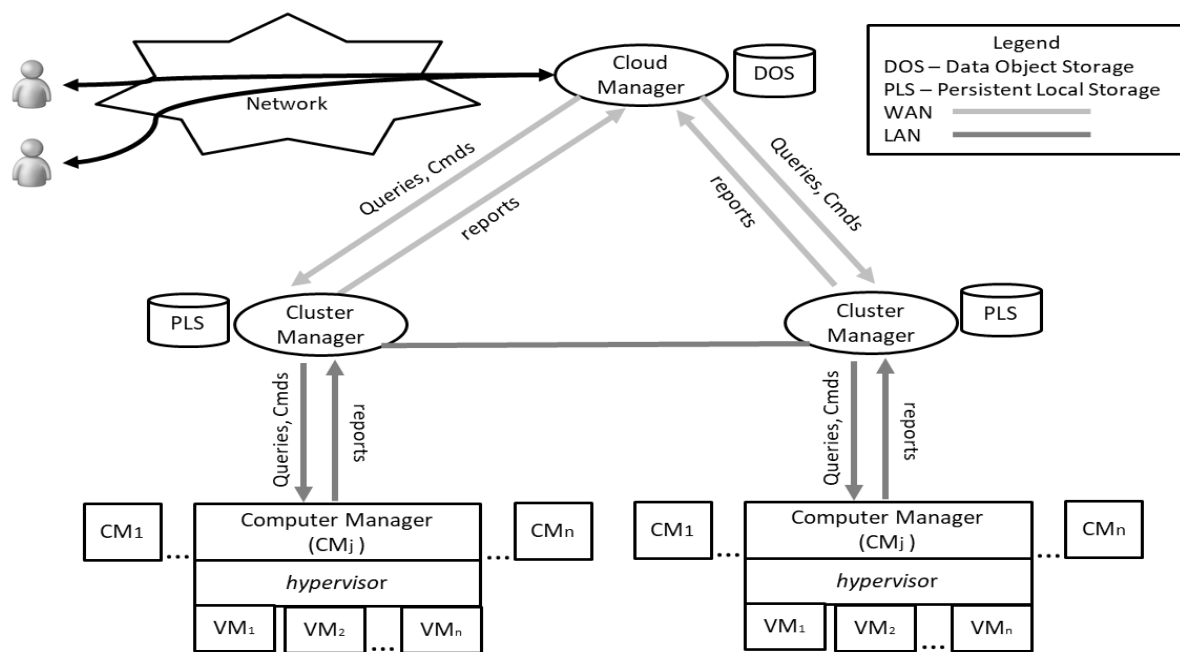 Network
Cloud
Manager
DOS
Legend
DOS – Data Object Storage
PLS – Persistent Local Storage
WAN
LAN
Queries, Cmds
reports
reports
Queries, Cmds
PLS
Cluster
Manager
Cluster
Manager
PLS
Queries, Cmds
reports
Queries, Cmds
reports
CM1
...
Computer Manager
(CMj )
...
CMn
hypervisor
VM1
VM2
...
VMn
CM1
...
Computer Manager
(CMj )
...
CMn
hypervisor
VM1
VM2
...
VMn